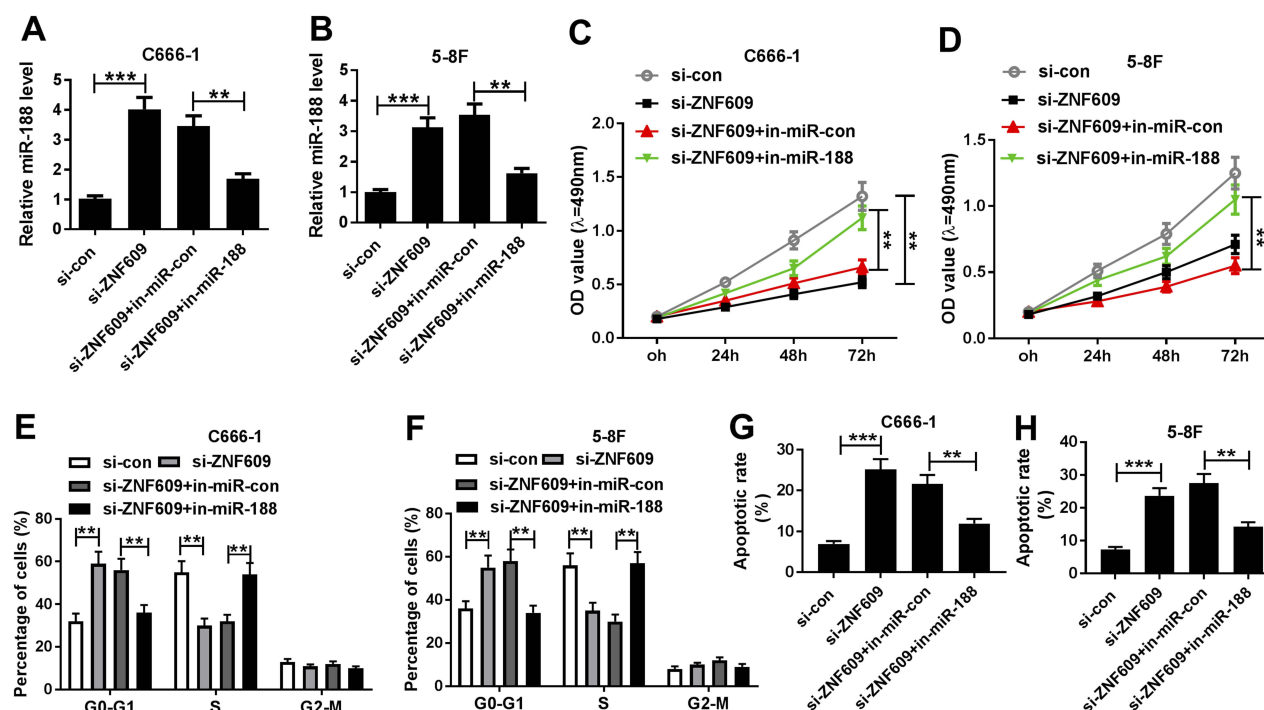 A
C666-1
Relative miR-188 level
5
4
3
2
1
0
***
**
si-con
si-ZNF609
si-ZNF609+in-miR-con
si-ZNF609+in-miR-188
B
5-8F
Relative miR-188 level
5
4
3
2
1
0
***
**
si-con
si-ZNF609
si-ZNF609+in-miR-con
si-ZNF609+in-miR-188
C
C666-1
si-con
si-ZNF609
si-ZNF609+in-miR-con
si-ZNF609+in-miR-188
OD value (λ=490nm)
2.0
1.5
1.0
0.5
0.0
oh
24h
48h
72h
**
**
D
5-8F
si-con
si-ZNF609
si-ZNF609+in-miR-con
si-ZNF609+in-miR-188
OD value (λ=490nm)
1.5
1.0
0.5
0.0
oh
24h
48h
72h
**
E
C666-1
si-con
si-ZNF609
si-ZNF609+in-miR-con
si-ZNF609+in-miR-188
Percentage of cells (%)
80
60
40
20
0
**
**
**
**
G0-G1
S
G2-M
F
5-8F
si-con
si-ZNF609
si-ZNF609+in-miR-con
si-ZNF609+in-miR-188
Percentage of cells (%)
80
60
40
20
0
**
**
**
**
G0-G1
S
G2-M
G
C666-1
Apoptotic rate
(%)
30
20
10
0
***
**
si-con
si-ZNF609
si-ZNF609+in-miR-con
si-ZNF609+in-miR-188
H
5-8F
Apoptotic rate
(%)
40
30
20
10
0
***
**
si-con
si-ZNF609
si-ZNF609+in-miR-con
si-ZNF609+in-miR-188